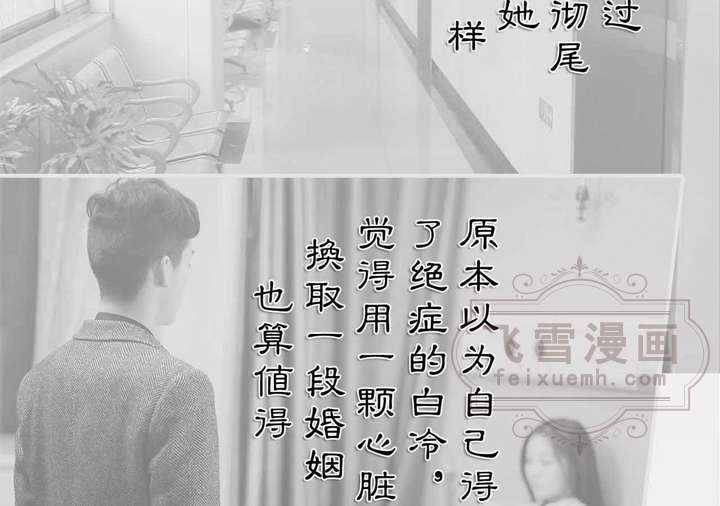 过
彻尾
她
样
原本以为自己得
了绝症的白冷，
觉得用一颗心脏
换取一段婚姻
也算值得
飞雪漫画
feixuemh.com